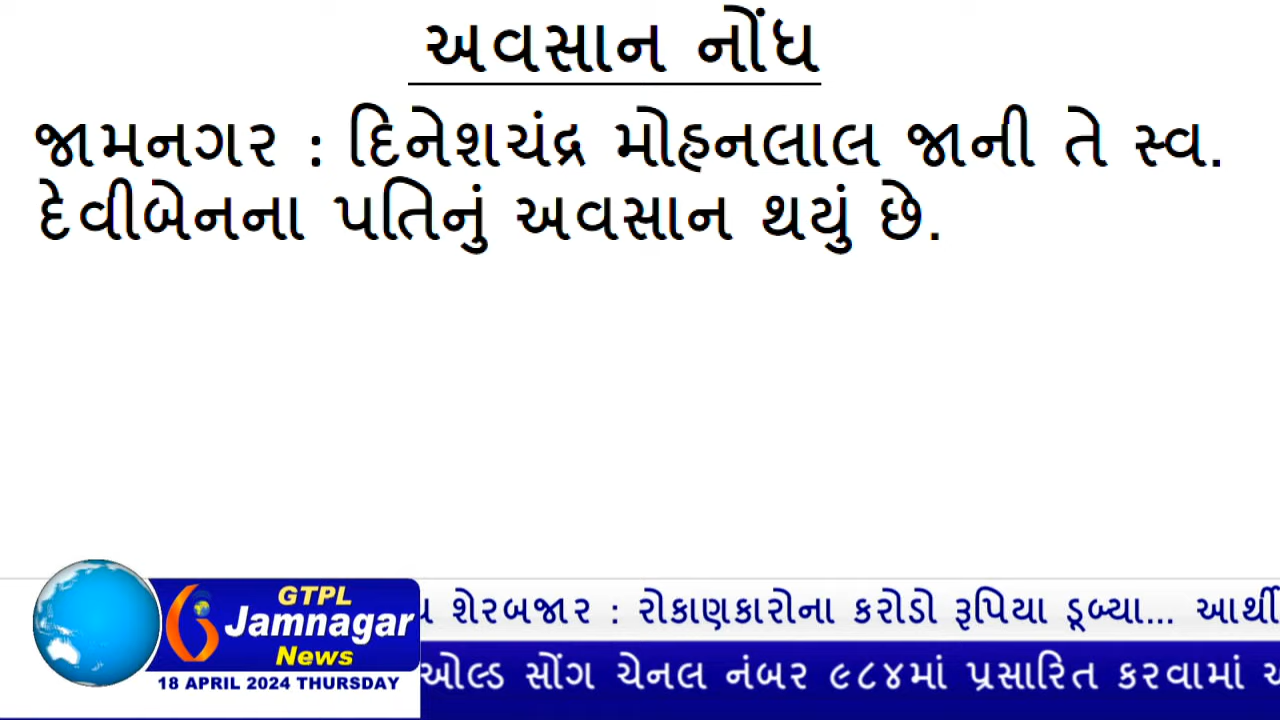 અવસાન નોંધ
જામનગર : દિનેશચંદ્ર મોહનલાલ જાની તે સ્વ.
દેવીબેનના પતિનું અવસાન થયું છે.
GTPL
Jamnagar
News
18 APRIL 2024 THURSDAY
શેરબજાર : રોકાણકારોના કરોડો રૂપિયા ડૂબ્યા... આર્થી
ઓલ્ડ સોંગ ચેનલ નંબર ૯૮૪માં પ્રસારિત કરવામાં